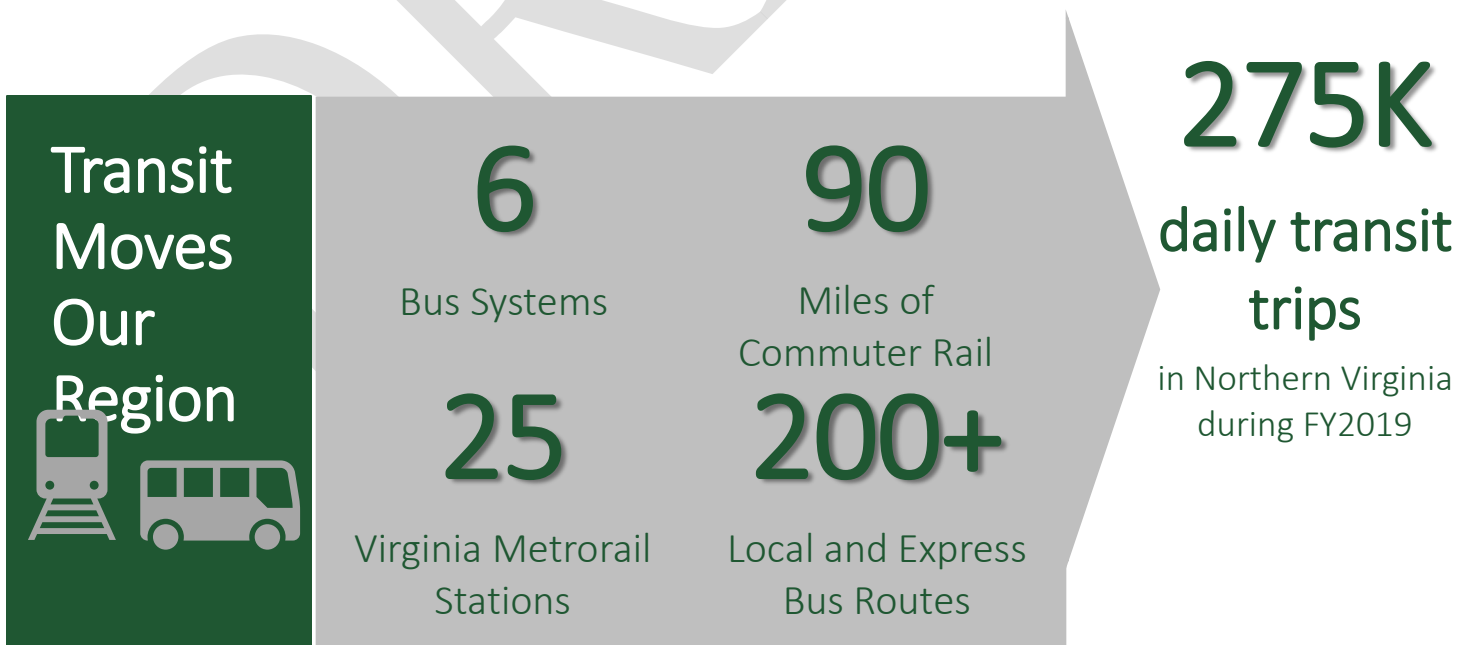 Transit
Moves
Our
Region
6
Bus Systems
90
Miles of
Commuter Rail
25
Virginia Metrorail
Stations
200+
Local and Express
Bus Routes
275K
daily transit
trips
in Northern Virginia
during FY2019